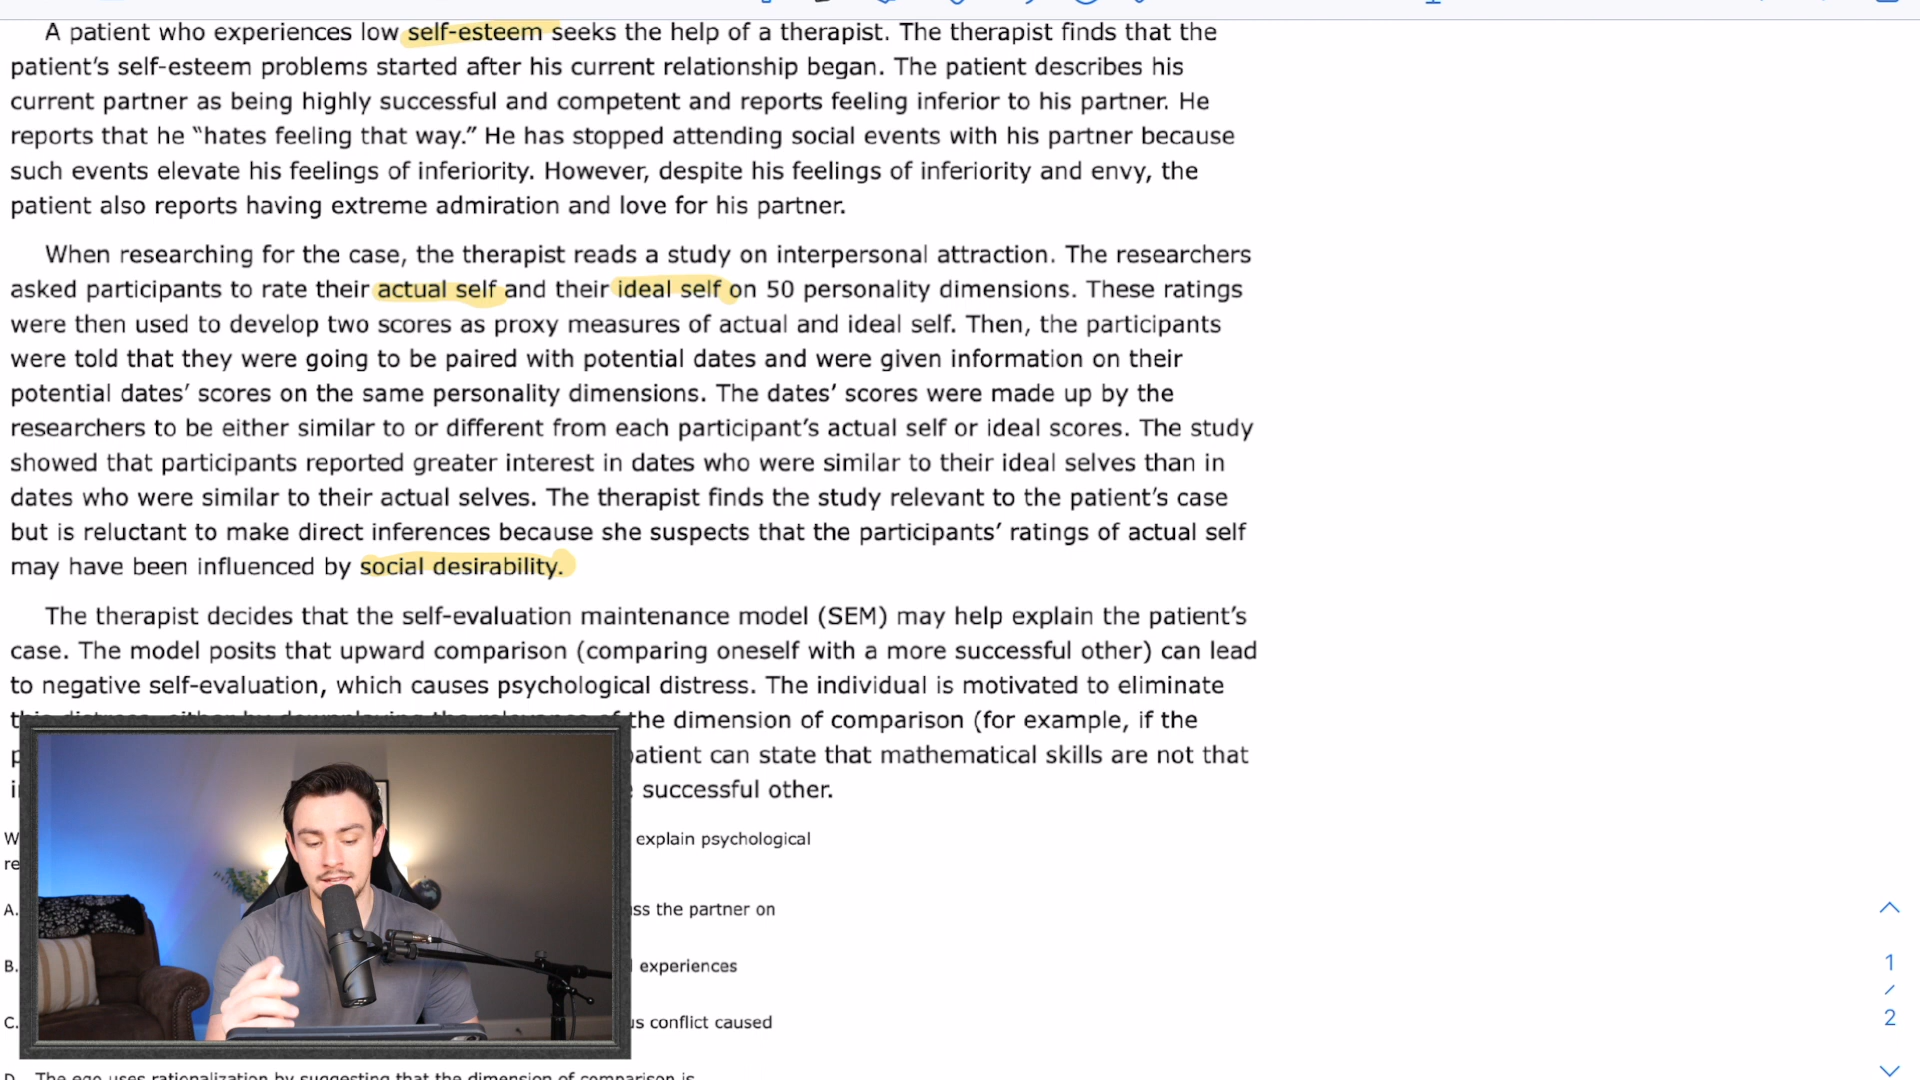 A patient who experiences low self-esteem seeks the help of a therapist. The therapist finds that the
patient's self-esteem problems started after his current relationship began. The patient describes his
current partner as being highly successful and competent and reports feeling inferior to his partner. He
reports that he “hates feeling that way.” He has stopped attending social events with his partner because
such events elevate his feelings of inferiority. However, despite his feelings of inferiority and envy, the
patient also reports having extreme admiration and love for his partner.
When researching for the case, the therapist reads a study on interpersonal attraction. The researchers
asked participants to rate their actual self and their ideal self on 50 personality dimensions. These ratings
were then used to develop two scores as proxy measures of actual and ideal self. Then, the participants
were told that they were going to be paired with potential dates and were given information on their
potential dates' scores on the same personality dimensions. The dates' scores were made up by the
researchers to be either similar to or different from each participant's actual self or ideal scores. The study
showed that participants reported greater interest in dates who were similar to their ideal selves than in
dates who were similar to their actual selves. The therapist finds the study relevant to the patient's case
but is reluctant to make direct inferences because she suspects that the participants' ratings of actual self
may have been influenced by social desirability.
The therapist decides that the self-evaluation maintenance model (SEM) may help explain the patient's
case. The model posits that upward comparison (comparing oneself with a more successful other) can lead
to negative self-evaluation, which causes psychological distress. The individual is motivated to eliminate
the dimension of comparison (for example, if the
patient can state that mathematical skills are not that
successful other.
explain psychological
re
A. the partner on
B. experiences
C. conflict caused
D. The ego uses rationalization by suggesting that the dimension of comparison is
1
/
2